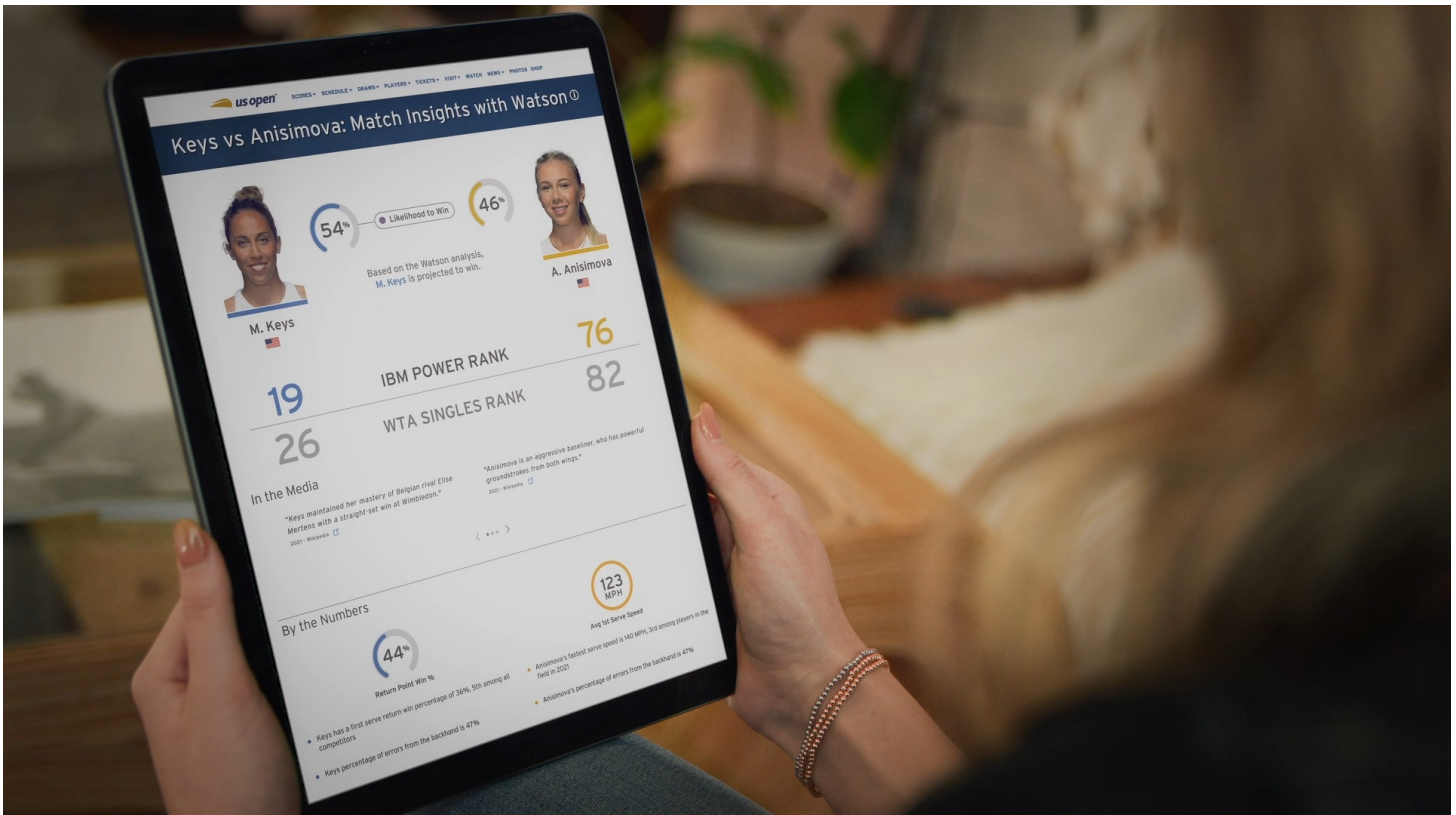 us open
SCORES SCHEDULE DRAWS PLAYERS TICKETS VISIT WATCH NEWS PHOTOS SHOP
Keys vs Anisimova: Match Insights with Watson
54%
Likelihood to Win
46%
Based on the Watson analysis,
M. Keys is projected to win.
M. Keys
A. Anisimova
19
IBM POWER RANK
76
26
WTA SINGLES RANK
82
In the Media
"Keys maintained her mastery of Belgian rival Elise
Mertens with a straight-set win at Wimbledon."
2021 - Wikipedia
"Anisimova is an aggressive baseliner, who has powerful
groundstrokes from both wings."
2021 - Wikipedia
By the Numbers
44%
Return Point Win %
123
MPH
Avg 1st Serve Speed
Keys has a first serve return win percentage of 36%, 5th among all
competitors
Keys percentage of errors from the backhand is 47%
Anisimova's fastest serve speed is 140 MPH, 3rd among players in the
field in 2021
Anisimova's percentage of errors from the backhand is 47%